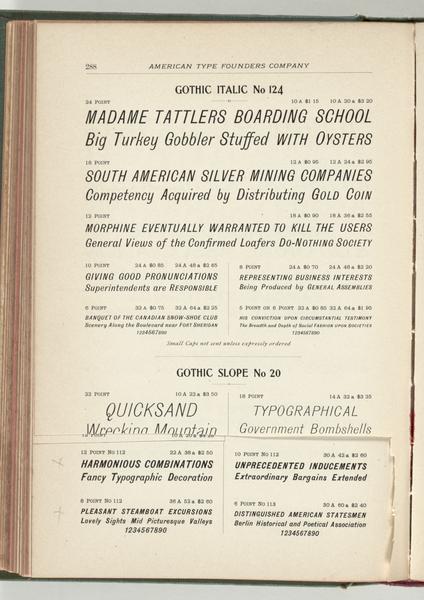 288 AMERICAN TYPE FOUNDERS COMPANY
GOTHIC ITALIC No 124
24 POINT 10 A $1 15 10 A 20 a $3 20
MADAME TATTLERS BOARDING SCHOOL
Big Turkey Gobbler Stuffed WITH OYSTERS
18 POINT 12 A $0 95 12 A 24 a $2 95
SOUTH AMERICAN SILVER MINING COMPANIES
Competency Acquired by Distributing GOLD COIN
12 POINT 18 A $0 90 18 A 36 a $2 55
MORPHINE EVENTUALLY WARRANTED TO KILL THE USERS
General Views of the Confirmed Loafers DO-NOTHING SOCIETY
10 POINT 24 A $0 85 24 A 48 a $2 65
GIVING GOOD PRONUNCIATIONS
Superintendents are RESPONSIBLE
8 POINT 24 A $0 70 24 A 46 a $2 20
REPRESENTING BUSINESS INTERESTS
Being Produced by GENERAL ASSEMBLIES
6 POINT 32 A $0 75 32 A 64 a $2 25
BANQUET OF THE CANADIAN SNOW-SHOE CLUB
Scenery Along the Boulevard near FORT SHERIDAN
1234567890
5 POINT ON 6 POINT 32 A $0 65 32 A 64 a $1 90
HIS CONVICTION UPON CIRCUMSTANTIAL TESTIMONY
The Breadth and Depth of Social FASHION UPON SOCIETIES
1234567890
Small Caps not sent unless expressly ordered
GOTHIC SLOPE No 20
22 POINT 10 A 22 a $3 50
QUICKSAND
Wrecking Mountain
18 POINT 14 A 32 a $3 35
TYPOGRAPHICAL
Government Bombshells
12 POINT No 112 22 A 38 a $2 50
HARMONIOUS COMBINATIONS
Fancy Typographic Decoration
10 POINT No 112 30 A 42 a $2 60
UNPRECEDENTED INDUCEMENTS
Extraordinary Bargains Extended
8 POINT No 112 36 A 52 a $2 60
PLEASANT STEAMBOAT EXCURSIONS
Lovely Sights Mid Picturesque Valleys
1234567890
6 POINT No 113 30 A 60 a $2 40
DISTINGUISHED AMERICAN STATESMEN
Berlin Historical and Poetical Association
1234567890